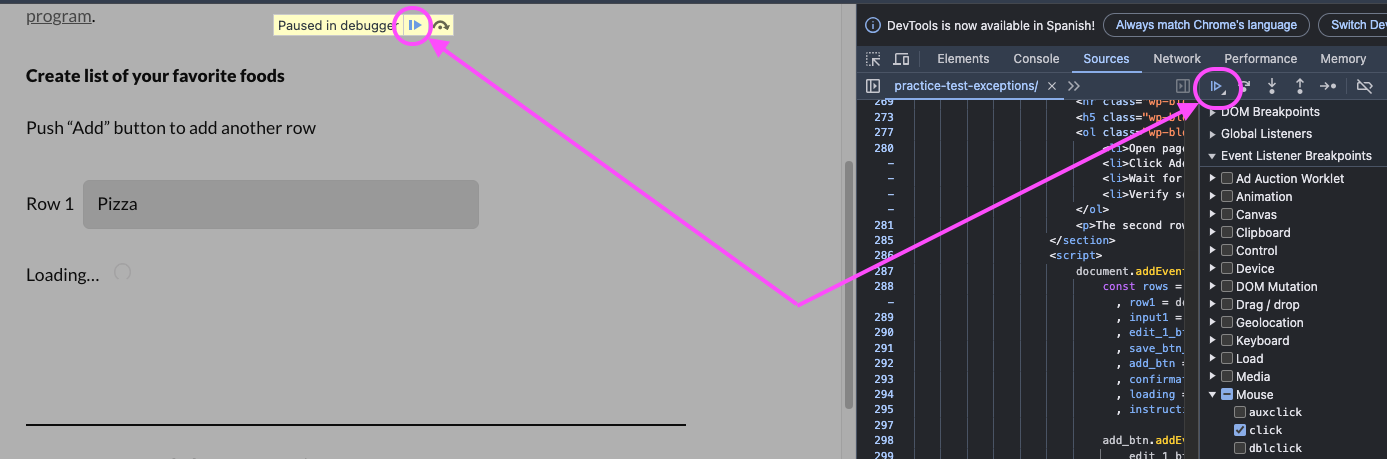 program.
Paused in debugger
Create list of your favorite foods
Push “Add” button to add another row
Row 1 Pizza
Loading...
DevTools is now available in Spanish! Always match Chrome's language Switch Dev
Elements Console Sources Network Performance Memory
practice-test-exceptions/ × »
269 <hr class="wp-bl
273 <h5 class="wp-bl
277 <ol class="wp-blo
280 <li>Open page
- <li>Click Add
- <li>Wait for
- <li>Verify se
- </ol>
281 <p>The second row
285 </section>
286 <script>
287 document.addEvent
288 const rows =
- , row1 = do
289 , input1 =
290 , edit_1_bt
291 , save_btn_
292 , add_btn =
293 , confirmat
294 , loading =
295 , instructi
297
298 add_btn.addEv
299 edit_1_bt
DOM Breakpoints
Global Listeners
Event Listener Breakpoints
Ad Auction Worklet
Animation
Canvas
Clipboard
Control
Device
DOM Mutation
Drag / drop
Geolocation
Keyboard
Load
Media
Mouse
auxclick
click
dblclick